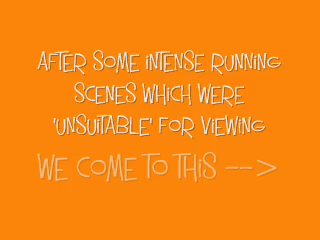 AFTER SOME INTENSE RUNNING
SCENES WHICH WERE
'UNSUITABLE' FOR VIEWING
WE COME TO THIS -->